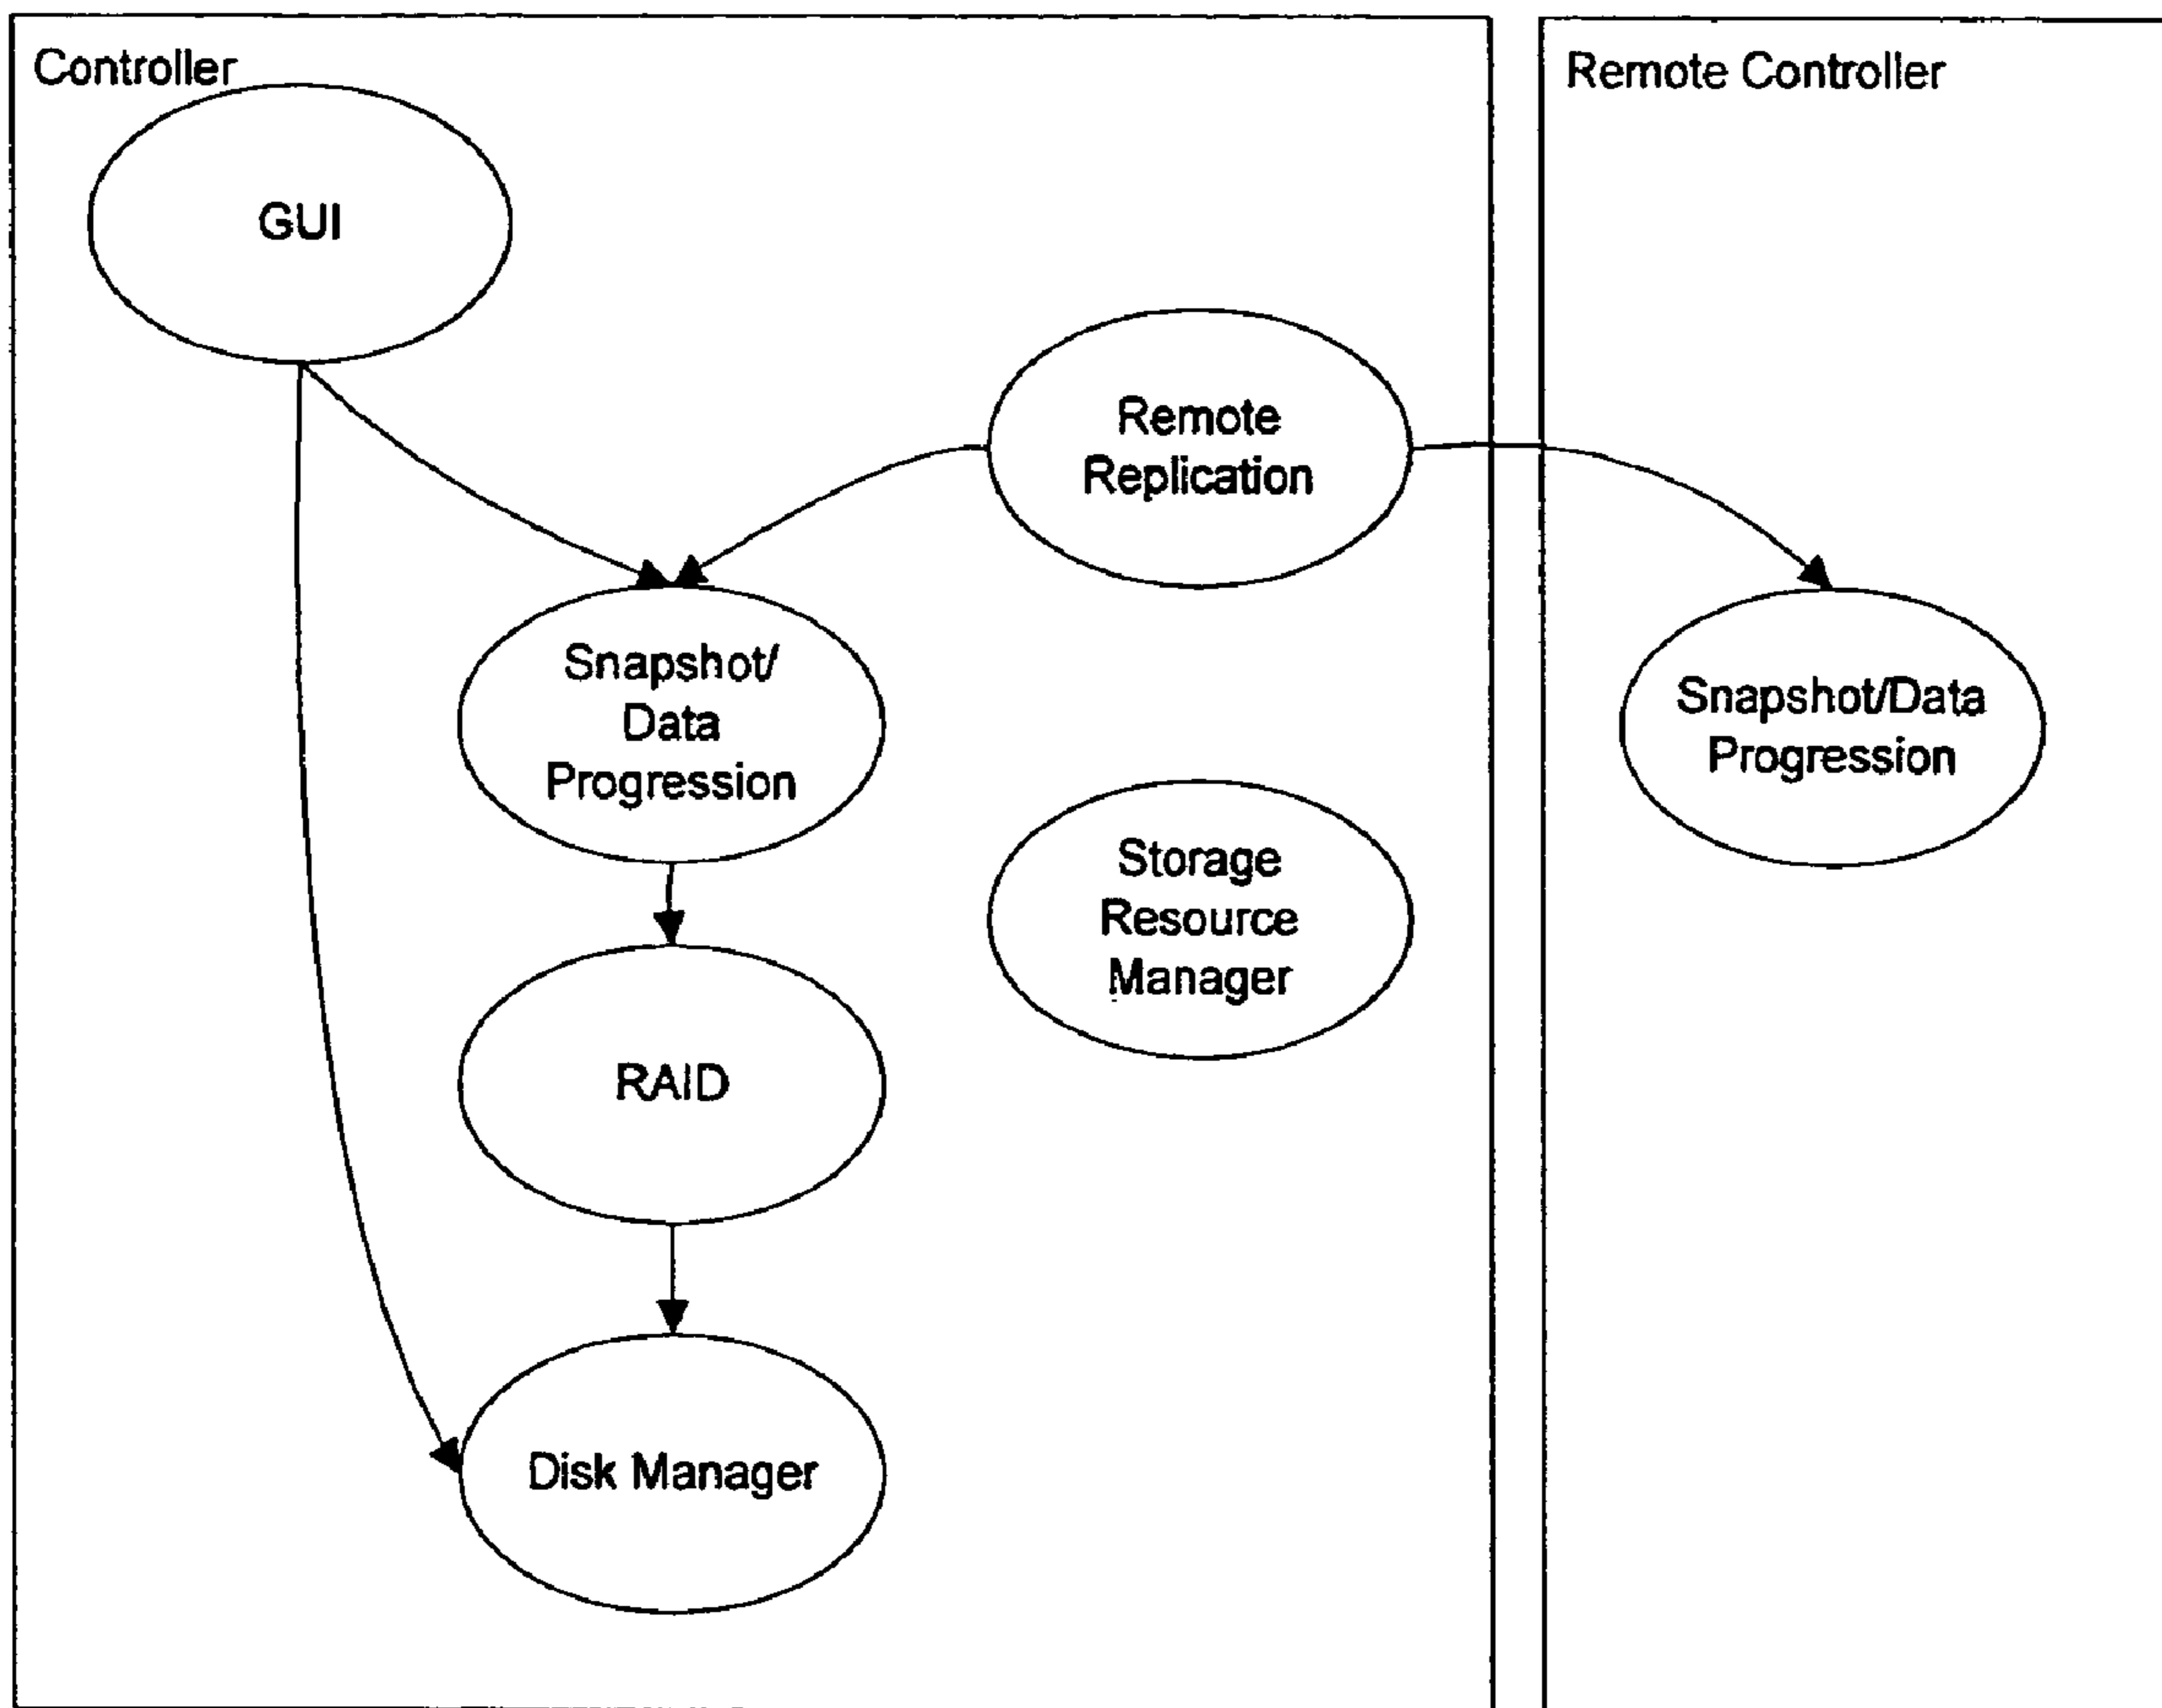 Controller
Remote Controller
GUI
Remote
Replication
Snapshot/
Data
Progression
Snapshot/Data
Progression
Storage
Resource
Manager
RAID
Disk Manager